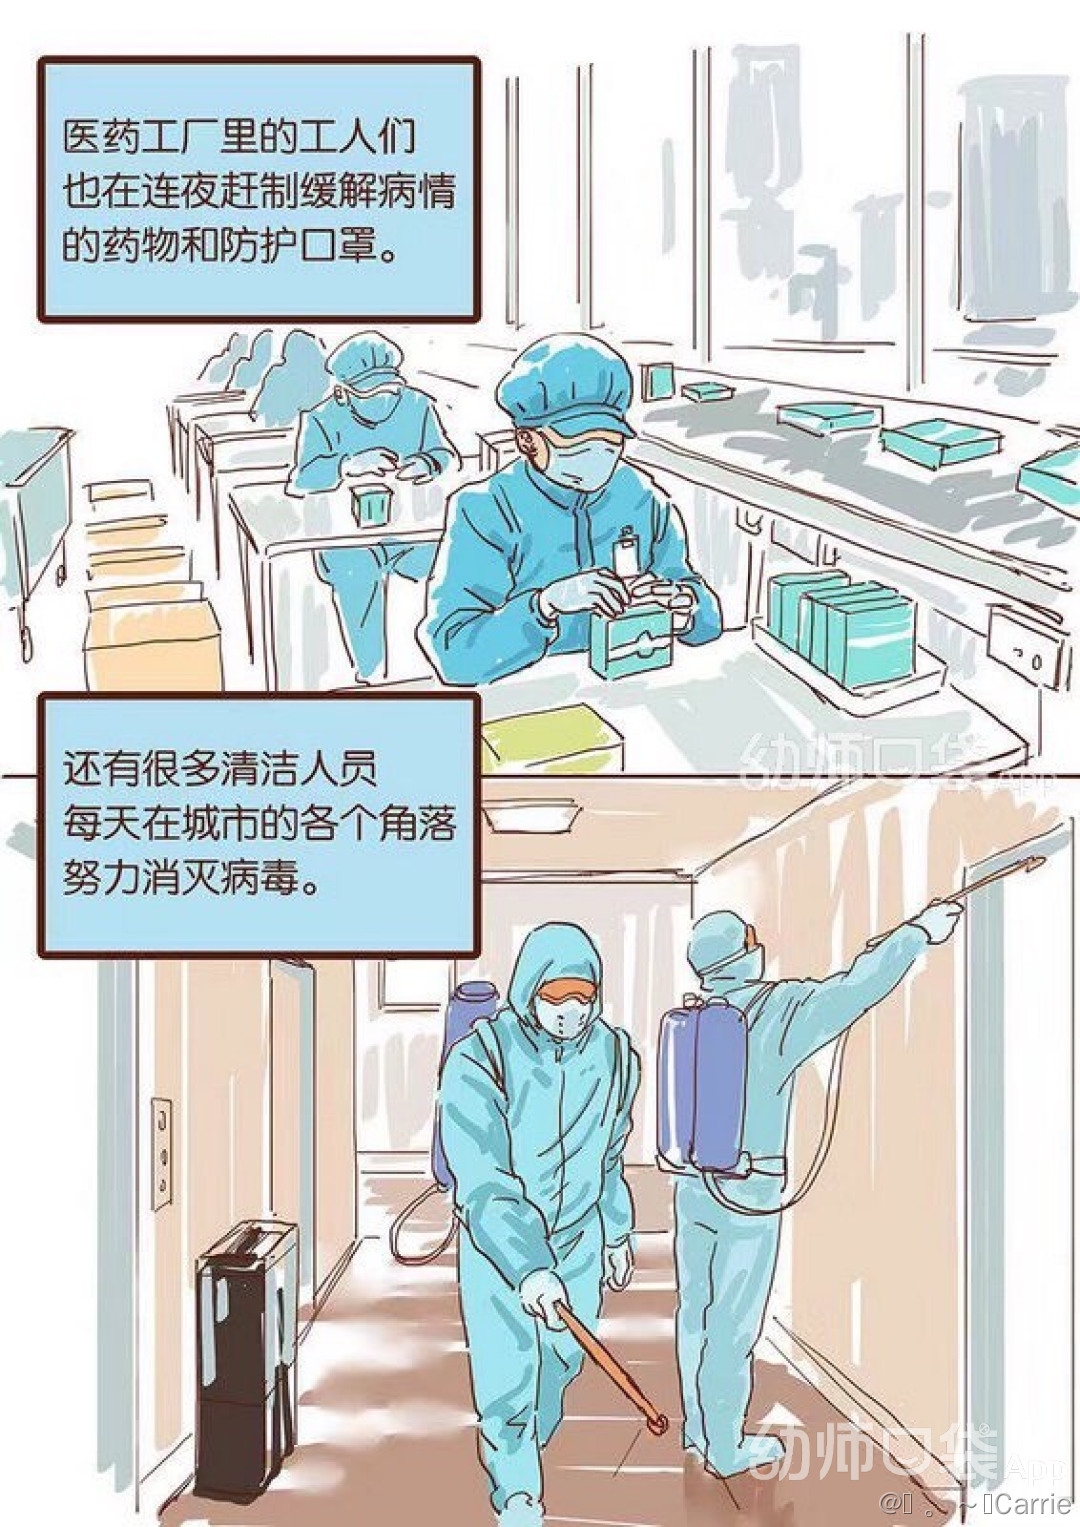 医药工厂里的工人们
也在连夜赶制缓解病情
的药物和防护口罩。
幼师口袋
App
还有很多清洁人员
每天在城市的各个角落
努力消灭病毒。
幼师口袋
App